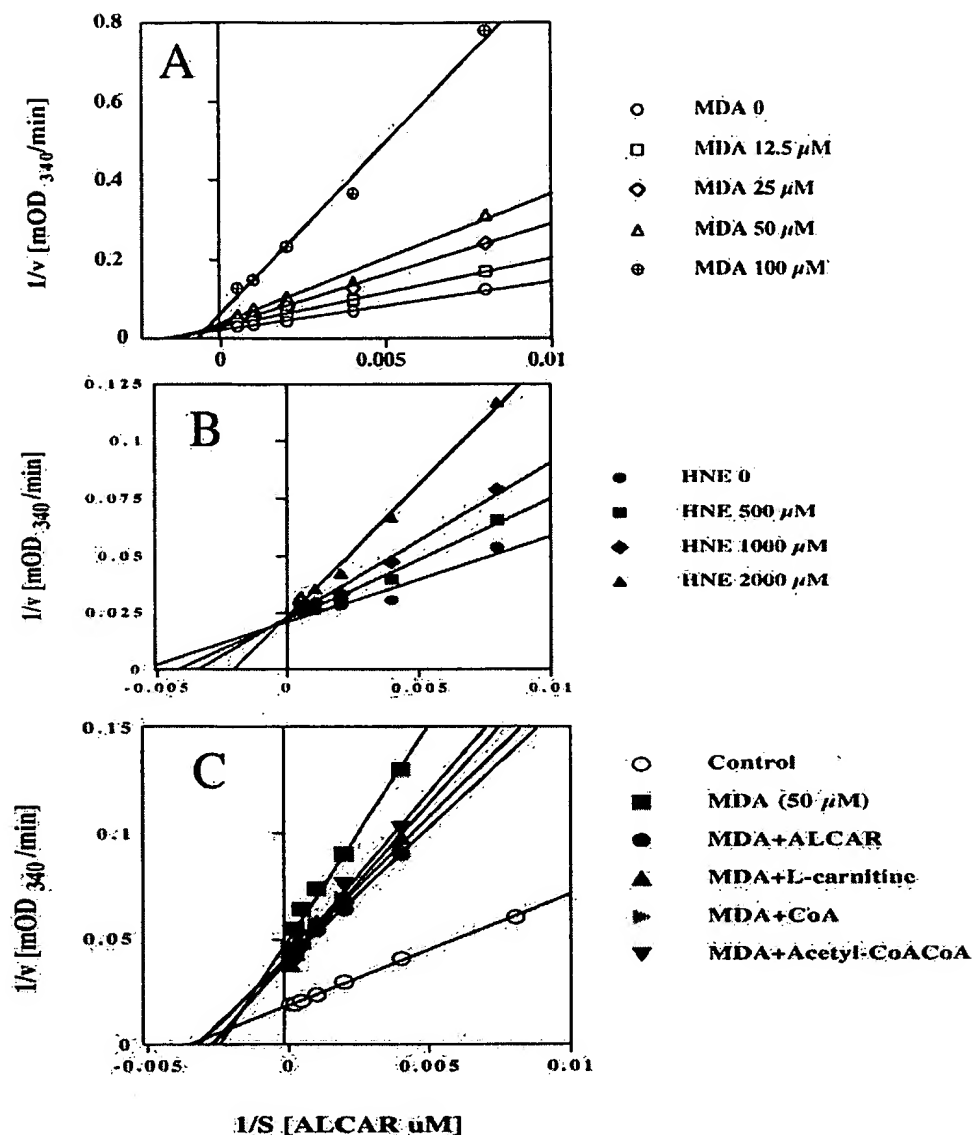 A
1/v [mOD 340/min]
0.8
0.6
0.4
0.2
0
0
0.005
0.01
MDA 0
MDA 12.5 µM
MDA 25 µM
MDA 50 µM
MDA 100 µM
B
1/v [mOD 340/min]
0.125
0.1
0.075
0.05
0.025
0
-0.005
0
0.005
0.01
HNE 0
HNE 500 µM
HNE 1000 µM
HNE 2000 µM
C
1/v [mOD 340/min]
0.15
0.1
0.05
0
-0.005
0
0.005
0.01
Control
MDA (50 µM)
MDA+ALCAR
MDA+L-carnitine
MDA+CoA
MDA+Acetyl-CoACoA
1/S [ALCAR uM]